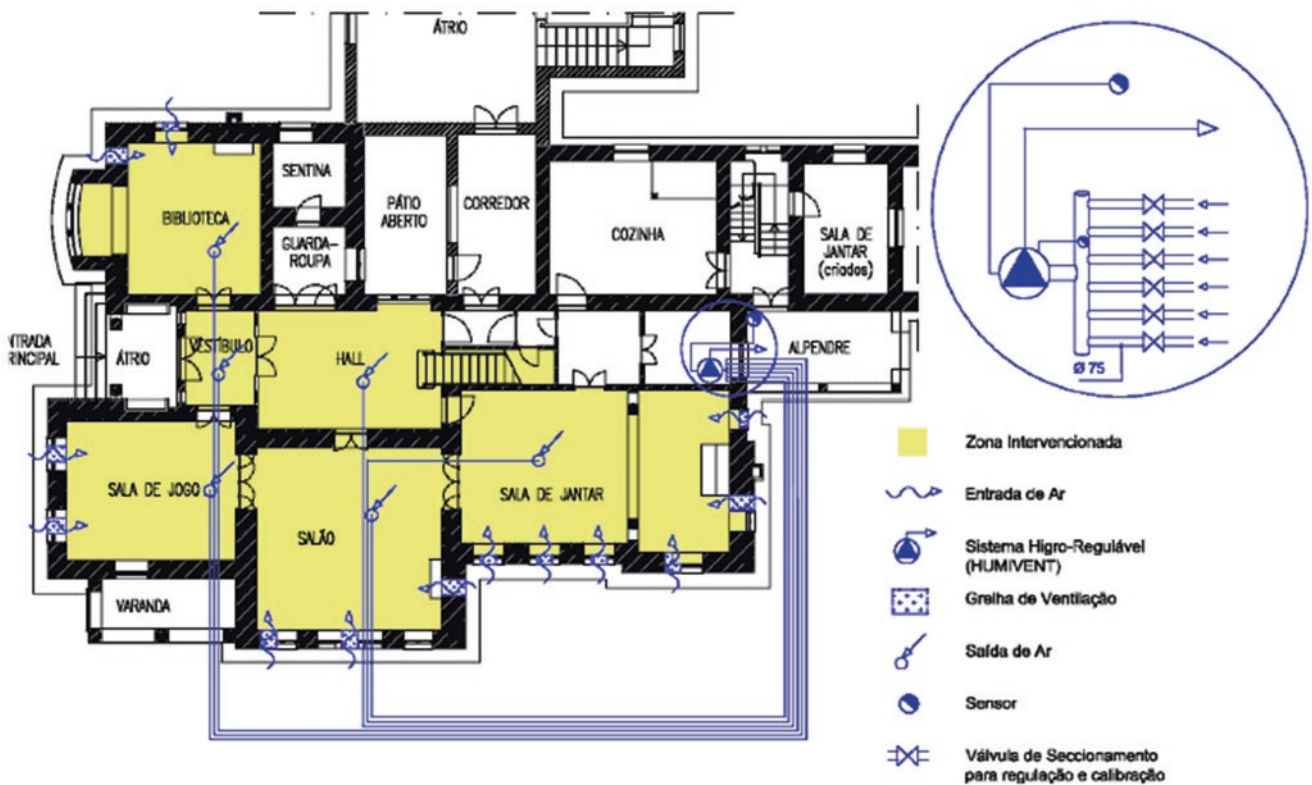 ÁTRIO
SENTINA
BIBLIOTECA
PÁTIO
ABERTO
CORREDOR
GUARDA-
ROUPA
COZINHA
SALA DE
JANTAR
(criados)
NTRADA
RINCIPAL
ÁTRIO
VESTÍBULO
HALL
ALPENDRE
SALA DE JOGO
SALÃO
SALA DE JANTAR
VARANDA
Ø 75
Zona Intervencionada
Entrada de Ar
Sistema Higro-Regulável
(HUMIVENT)
Grelha de Ventilação
Saída de Ar
Sensor
Válvula de Seccionamento
para regulação e calibração